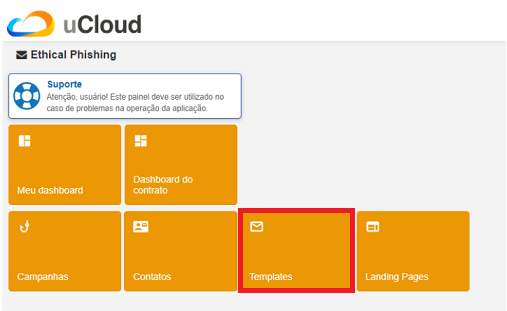 uCloud
Ethical Phishing
Suporte
Atenção, usuário! Este painel deve ser utilizado no
caso de problemas na operação da aplicação.
Meu dashboard
Dashboard do
contrato
Campanhas
Contatos
Templates
Landing Pages